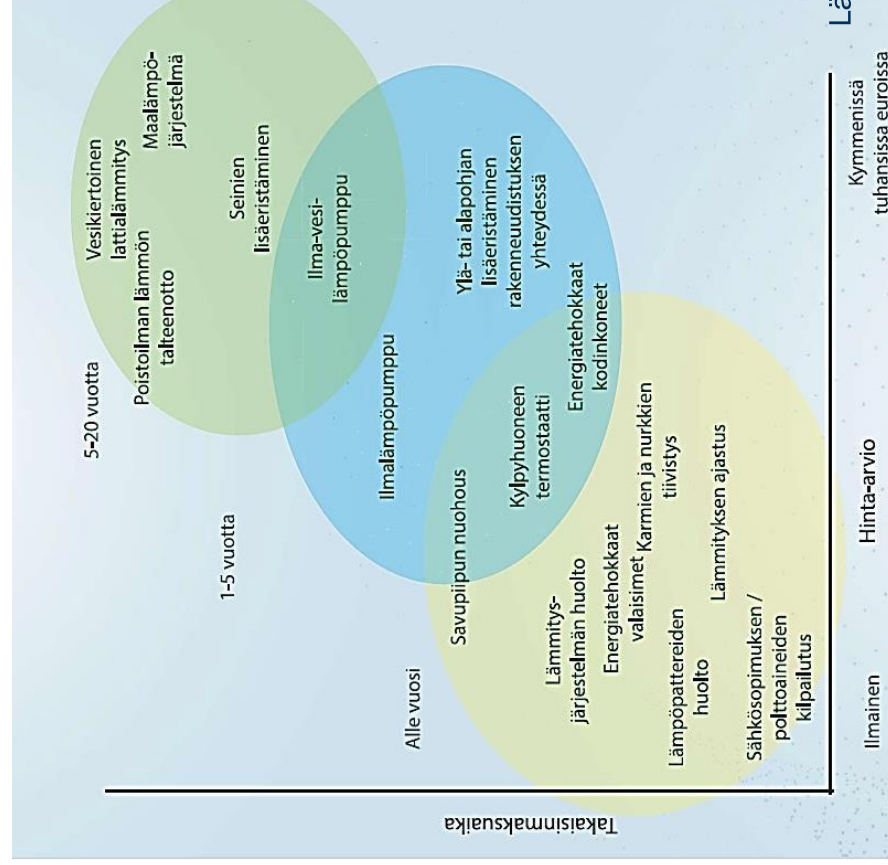 5-20 vuotta
Vesikiertoinen
lattialämmitys
Poistoilman lämmön
talteenotto
Maalämpö-
järjestelmä
Seinien
lisäeristäminen
1-5 vuotta
Ilma-vesi-
lämpöpumppu
Ilmalämpöpumppu
Alle vuosi
Savupiipun nuohous
Ylä- tai alapohjan
lisäeristäminen
rakenneuudistuksen
yhteydessä
Kylpyhuoneen
termostaatti
Energiatehokkaat
kodinkoneet
Lämmitys-
järjestelmän huolto
Energiatehokkaat
valaisimet
Karmien ja nurkkien
tiivistys
Lämpöpattereiden
huolto
Lämmityksen ajastus
Sähkösopimuksen /
polttoaineiden
kilpailutus
Takaisinmaksuaika
Ilmainen
Hinta-arvio
Kymmenissä
tuhansissa euroissa
Lä